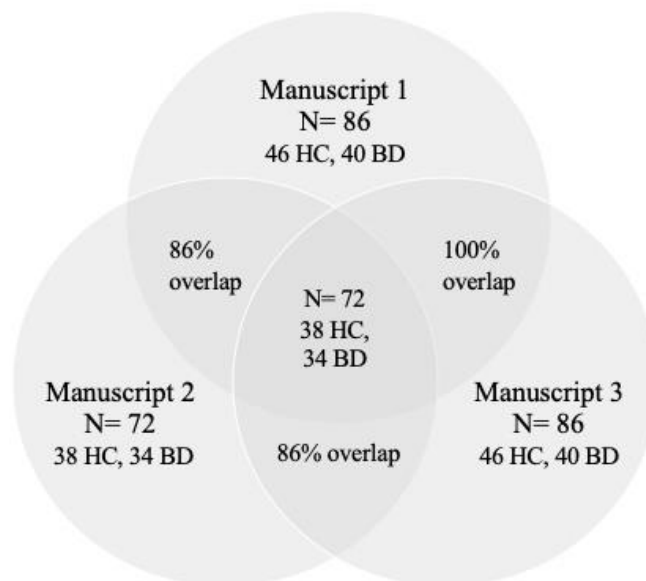 Manuscript 1
N= 86
46 HC, 40 BD
86%
overlap
100%
overlap
N= 72
38 HC,
34 BD
Manuscript 2
N= 72
38 HC, 34 BD
86% overlap
Manuscript 3
N= 86
46 HC, 40 BD